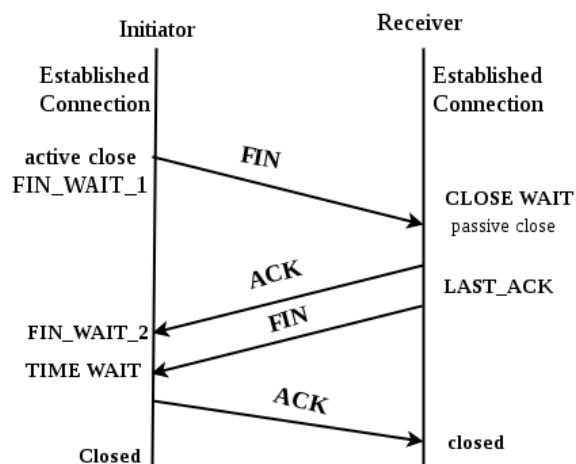 Initiator
Receiver
Established
Connection
Established
Connection
FIN
active close
FIN_WAIT_1
CLOSE WAIT
passive close
ACK
LAST_ACK
FIN
FIN_WAIT_2
TIME WAIT
ACK
closed
Closed